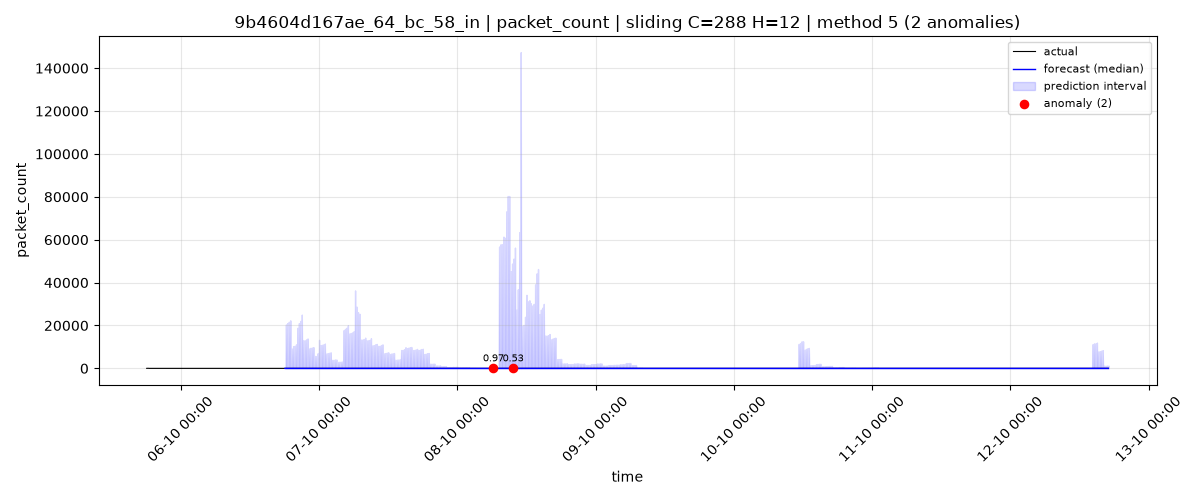 9b4604d167ae_64_bc_58_in | packet_count | sliding C=288 H=12 | method 5 (2 anomalies)
actual
forecast (median)
prediction interval
anomaly (2)
packet_count
140000
120000
100000
80000
60000
40000
20000
0
0.97
0.53
06-10 00:00
07-10 00:00
08-10 00:00
09-10 00:00
10-10 00:00
11-10 00:00
12-10 00:00
13-10 00:00
time